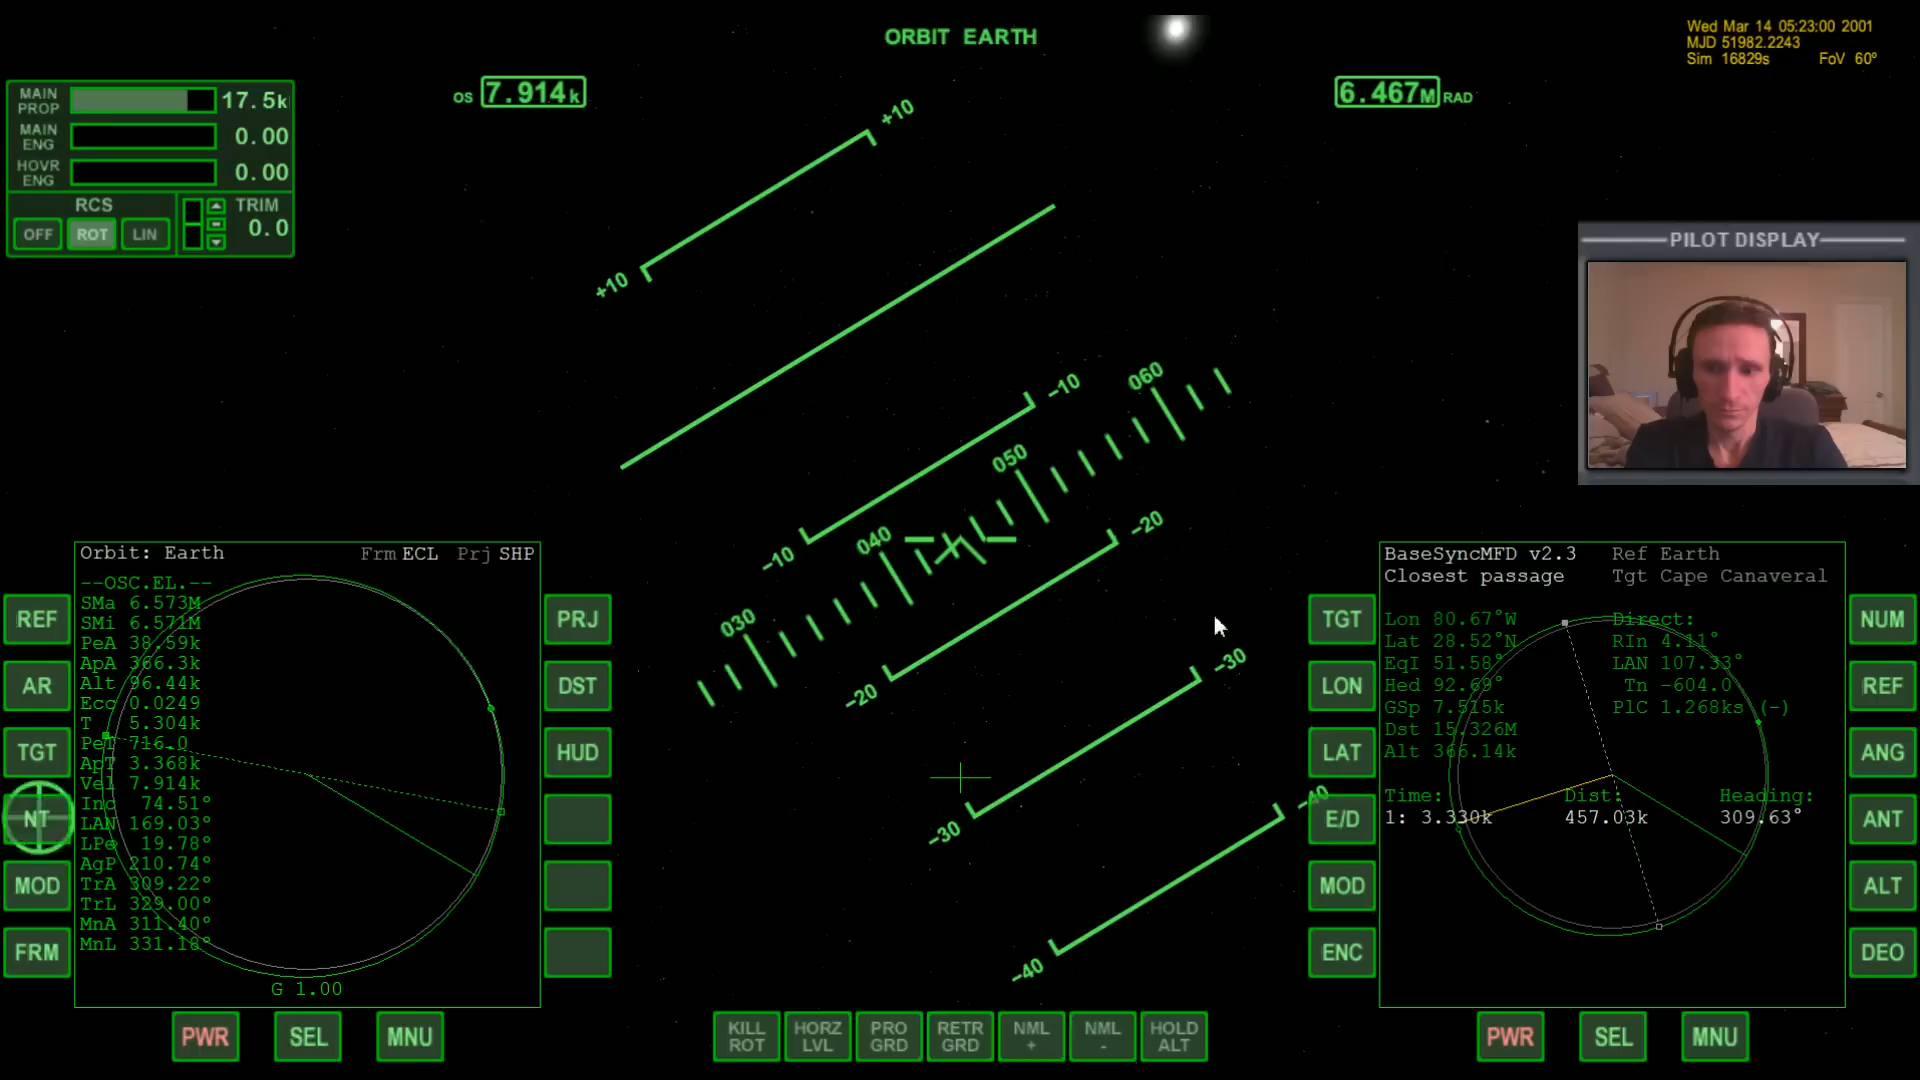 ORBIT EARTH
Wed Mar 14 05:23:00 2001
MJD 51982.2243
Sim 16829s FoV 60°
MAIN PROP 17.5k
MAIN ENG 0.00
HOVR ENG 0.00
RCS
OFF ROT LIN
TRIM
0.0
OS 7.914k
6.467M RAD
+10 +10
-10 -10
-20 -20
-30 -30
-40 -40
030 040 050 060
PILOT DISPLAY
Orbit: Earth Frm ECL Prj SHP
--OSC.EL.--
SMa 6.573M
SMi 6.571M
PeA 38.59k
ApA 366.3k
Alt 96.44k
Ecc 0.0249
T 5.304k
PeT 716.0
ApT 3.368k
Vel 7.914k
Inc 74.51°
LAN 169.03°
LPe 19.78°
AgP 210.74°
TrA 309.22°
TrL 329.00°
MnA 311.40°
MnL 331.18°
G 1.00
REF
AR
TGT
NT
MOD
FRM
PRJ
DST
HUD
PWR SEL MNU
KILL ROT
HORZ LVL
PRO GRD
RETR GRD
NML +
NML -
HOLD ALT
BaseSyncMFD v2.3 Ref Earth
Closest passage Tgt Cape Canaveral
Lon 80.67°W Direct:
Lat 28.52°N RIn 4.11°
EqI 51.58° LAN 107.33°
Hed 92.69° Tn -604.0
GSp 7.515k PlC 1.268ks (-)
Dst 15.326M
Alt 366.14k
Time: Dist: Heading:
1: 3.330k 457.03k 309.63°
TGT
LON
LAT
E/D
MOD
ENC
NUM
REF
ANG
ANT
ALT
DEO
PWR SEL MNU